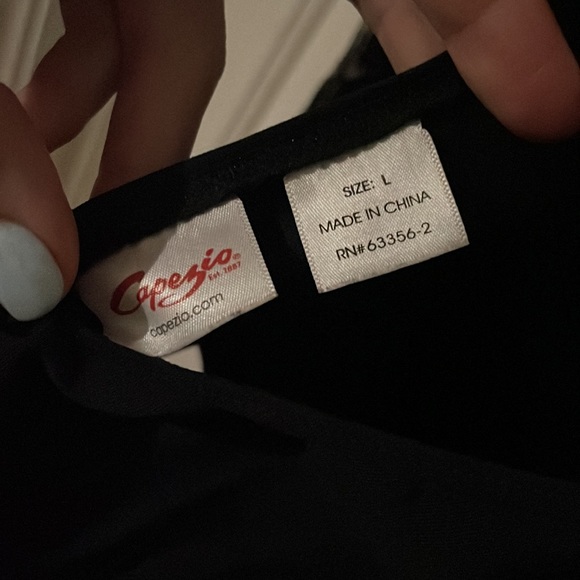 Capezio®
Est. 1887
capezio.com
SIZE: L
MADE IN CHINA
RN#63356-2